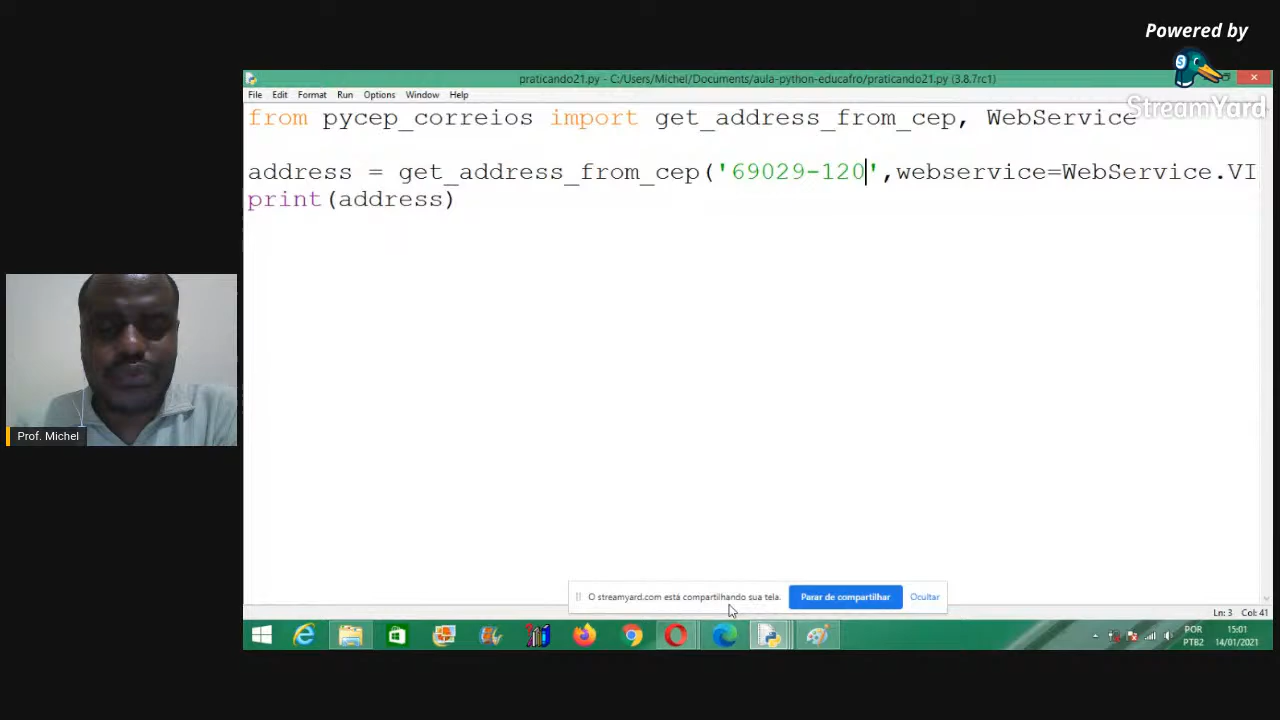 Powered by
StreamYard
praticando21.py - C:/Users/Michel/Documents/aula-python-educafro/praticando21.py (3.8.7rc1)
File Edit Format Run Options Window Help
from pycep_correios import get_address_from_cep, WebService
address = get_address_from_cep('69029-120',webservice=WebService.VI
print(address)
Prof. Michel
O streamyard.com está compartilhando sua tela.
Parar de compartilhar
Ocultar
Ln: 3 Col: 41
POR
PTB2
15:01
14/01/2021